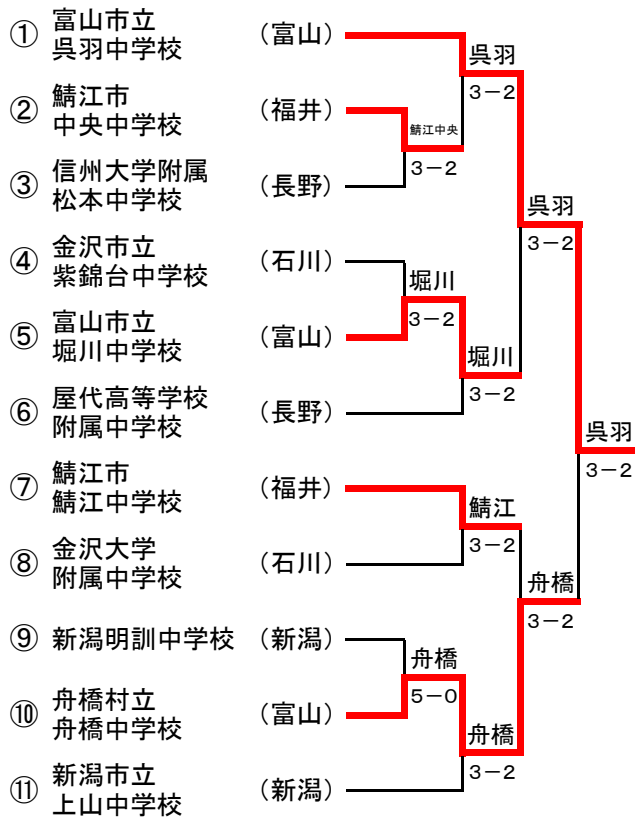 ① 富山市立
呉羽中学校
（富山）
② 鯖江市
中央中学校
（福井）
③ 信州大学附属
松本中学校
（長野）
④ 金沢市立
紫錦台中学校
（石川）
⑤ 富山市立
堀川中学校
（富山）
⑥ 屋代高等学校
附属中学校
（長野）
⑦ 鯖江市
鯖江中学校
（福井）
⑧ 金沢大学
附属中学校
（石川）
⑨ 新潟明訓中学校 （新潟）
⑩ 舟橋村立
舟橋中学校
（富山）
⑪ 新潟市立
上山中学校
（新潟）
鯖江中央
3－2
堀川
3－2
舟橋
5－0
呉羽
3－2
堀川
3－2
鯖江
3－2
舟橋
3－2
呉羽
3－2
舟橋
3－2
呉羽
3－2